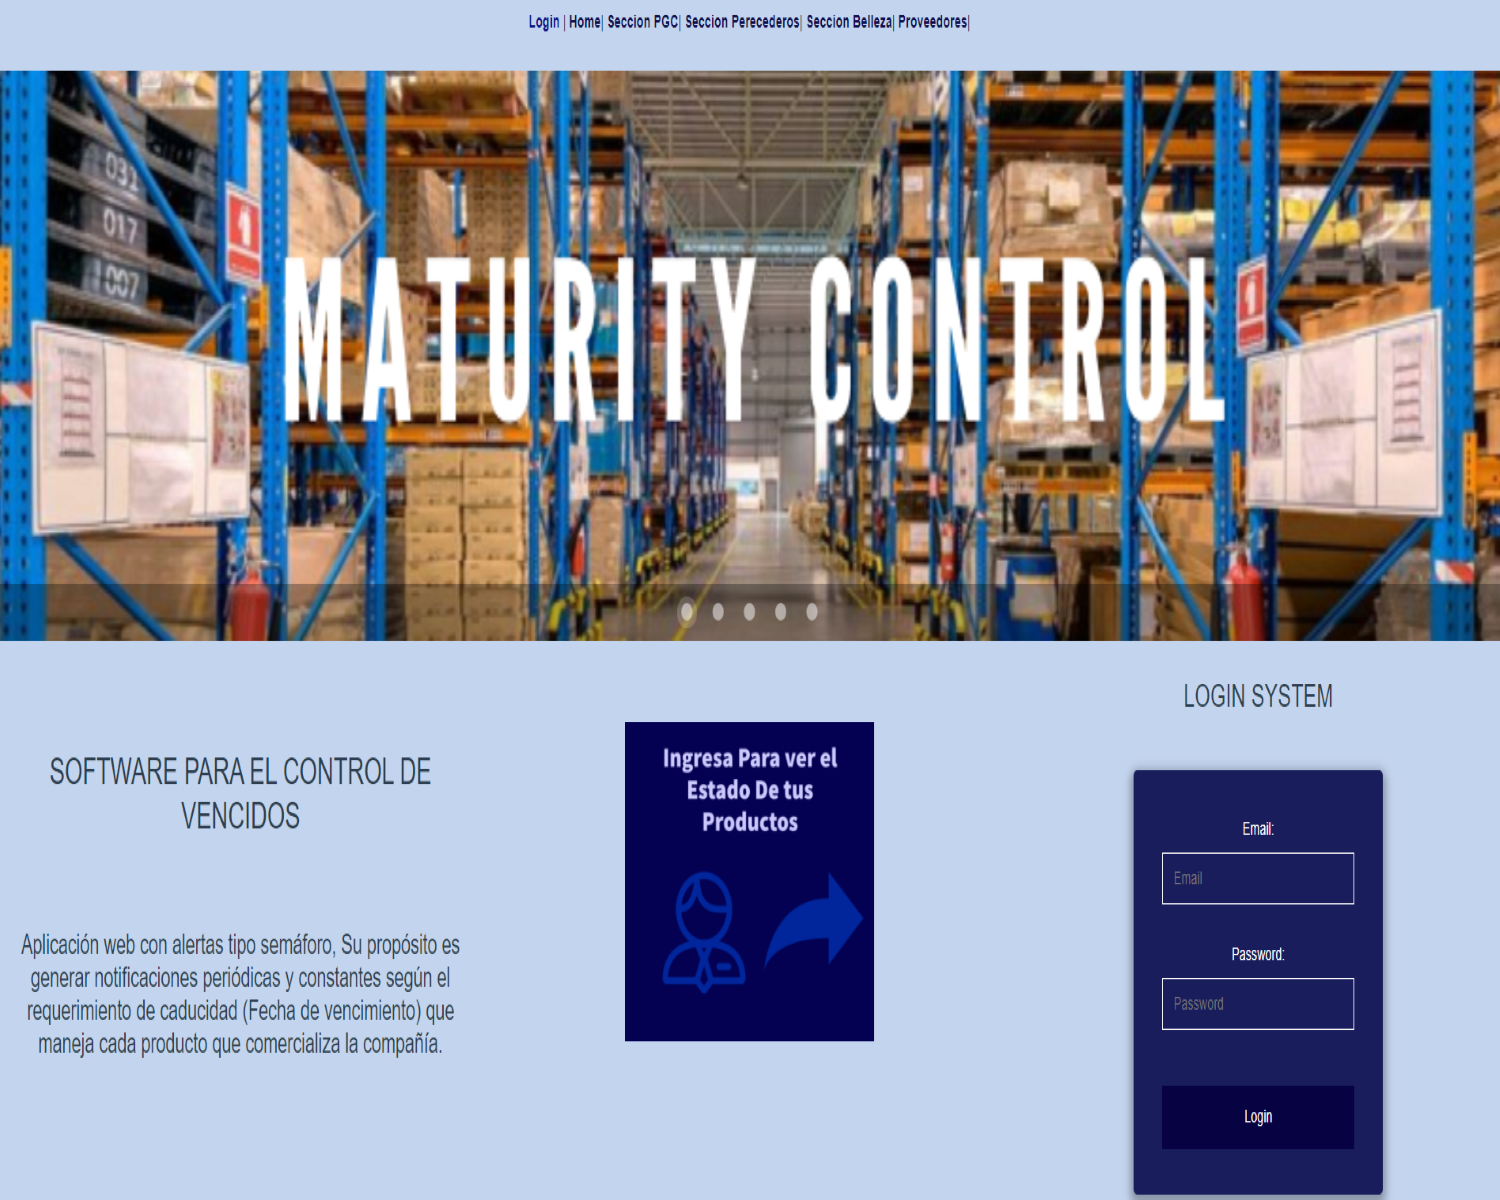 Login | Home| Seccion PGC| Seccion Perecederos| Seccion Belleza| Proveedores|
031
017
1007
MATURITY CONTROL
LOGIN SYSTEM
SOFTWARE PARA EL CONTROL DE
VENCIDOS
Aplicación web con alertas tipo semáforo, Su propósito es
generar notificaciones periódicas y constantes según el
requerimiento de caducidad (Fecha de vencimiento) que
maneja cada producto que comercializa la compañía.
Ingresa Para ver el
Estado De tus
Productos
Email:
Email
Password:
Password
Login